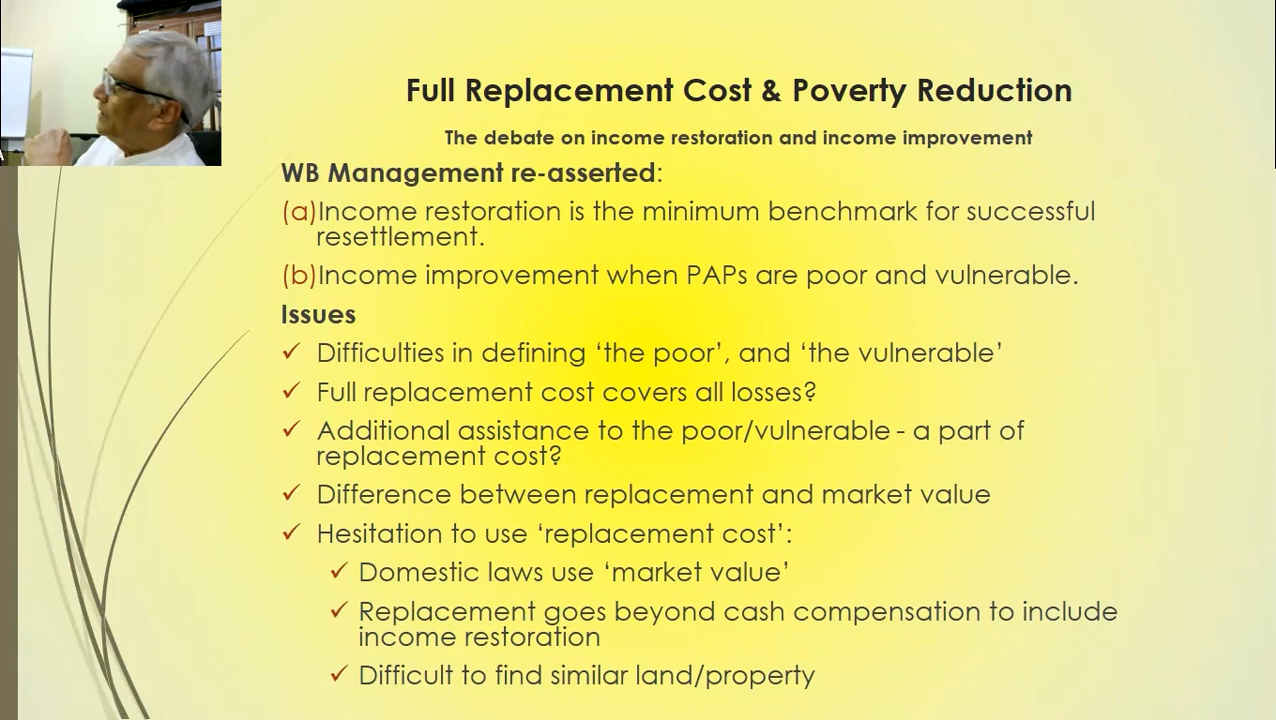 Full Replacement Cost & Poverty Reduction
The debate on income restoration and income improvement
WB Management re-asserted:
(a)Income restoration is the minimum benchmark for successful
resettlement.
(b)Income improvement when PAPs are poor and vulnerable.
Issues
✓ Difficulties in defining ‘the poor’, and ‘the vulnerable’
✓ Full replacement cost covers all losses?
✓ Additional assistance to the poor/vulnerable - a part of
replacement cost?
✓ Difference between replacement and market value
✓ Hesitation to use ‘replacement cost’:
✓ Domestic laws use ‘market value’
✓ Replacement goes beyond cash compensation to include
income restoration
✓ Difficult to find similar land/property